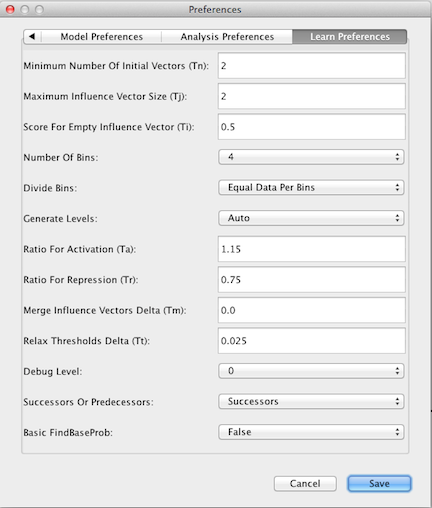 Preferences
Model Preferences Analysis Preferences Learn Preferences
Minimum Number Of Initial Vectors (Tn): 2
Maximum Influence Vector Size (Tj): 2
Score For Empty Influence Vector (Ti): 0.5
Number Of Bins: 4
Divide Bins: Equal Data Per Bins
Generate Levels: Auto
Ratio For Activation (Ta): 1.15
Ratio For Repression (Tr): 0.75
Merge Influence Vectors Delta (Tm): 0.0
Relax Thresholds Delta (Tt): 0.025
Debug Level: 0
Successors Or Predecessors: Successors
Basic FindBaseProb: False
Cancel Save